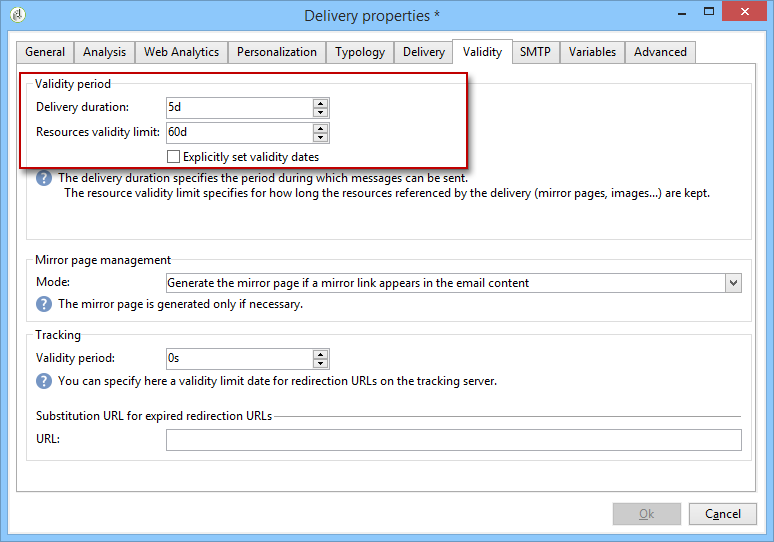 Delivery properties *
General Analysis Web Analytics Personalization Typology Delivery Validity SMTP Variables Advanced
Validity period
Delivery duration: 5d
Resources validity limit: 60d
Explicitly set validity dates
? The delivery duration specifies the period during which messages can be sent.
The resource validity limit specifies for how long the resources referenced by the delivery (mirror pages, images...) are kept.
Mirror page management
Mode: Generate the mirror page if a mirror link appears in the email content
? The mirror page is generated only if necessary.
Tracking
Validity period: 0s
? You can specify here a validity limit date for redirection URLs on the tracking server.
Substitution URL for expired redirection URLs
URL:
Ok Cancel